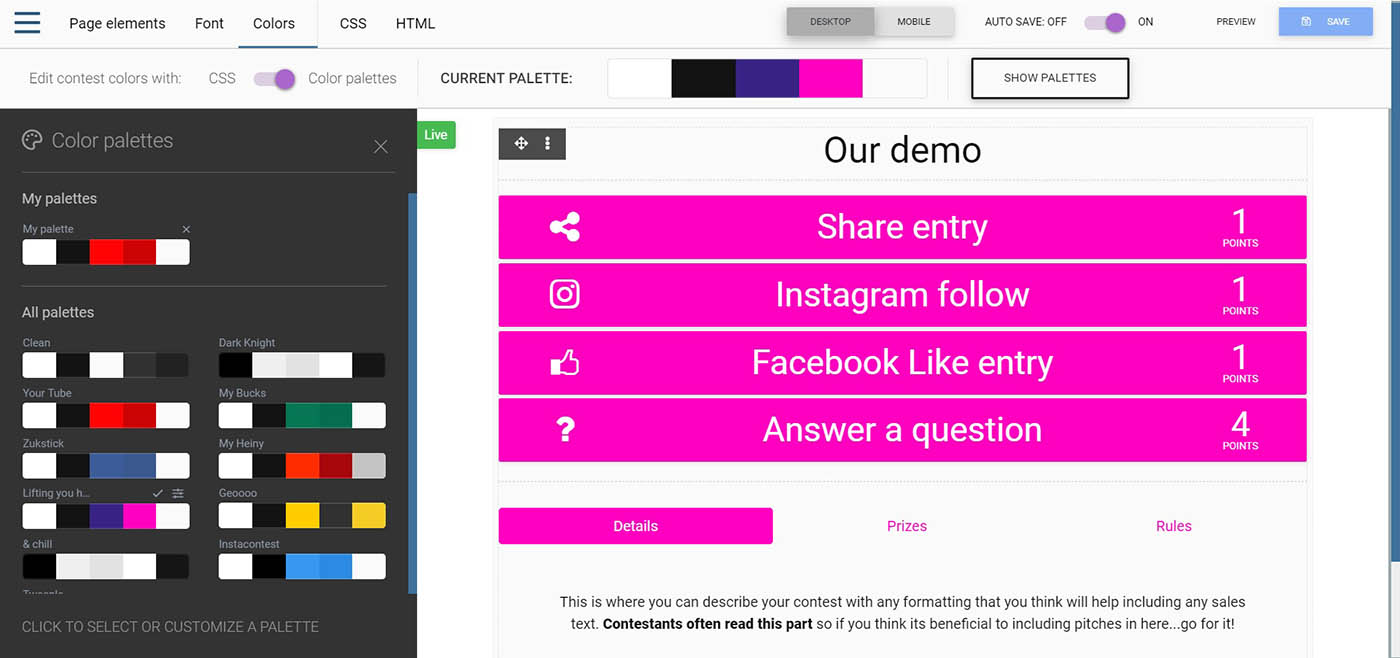 Page elements
Font
Colors
CSS
HTML
DESKTOP
MOBILE
AUTO SAVE: OFF
ON
PREVIEW
SAVE
Edit contest colors with:
CSS
Color palettes
CURRENT PALETTE:
SHOW PALETTES
Color palettes
My palettes
My palette
All palettes
Clean
Dark Knight
Your Tube
My Bucks
Zukstick
My Heiny
Lifting you h...
Geoooo
& chill
Instacontest
CLICK TO SELECT OR CUSTOMIZE A PALETTE
Live
Our demo
Share entry
1
POINTS
Instagram follow
1
POINTS
Facebook Like entry
1
POINTS
Answer a question
4
POINTS
Details
Prizes
Rules
This is where you can describe your contest with any formatting that you think will help including any sales
text. Contestants often read this part so if you think its beneficial to including pitches in here...go for it!